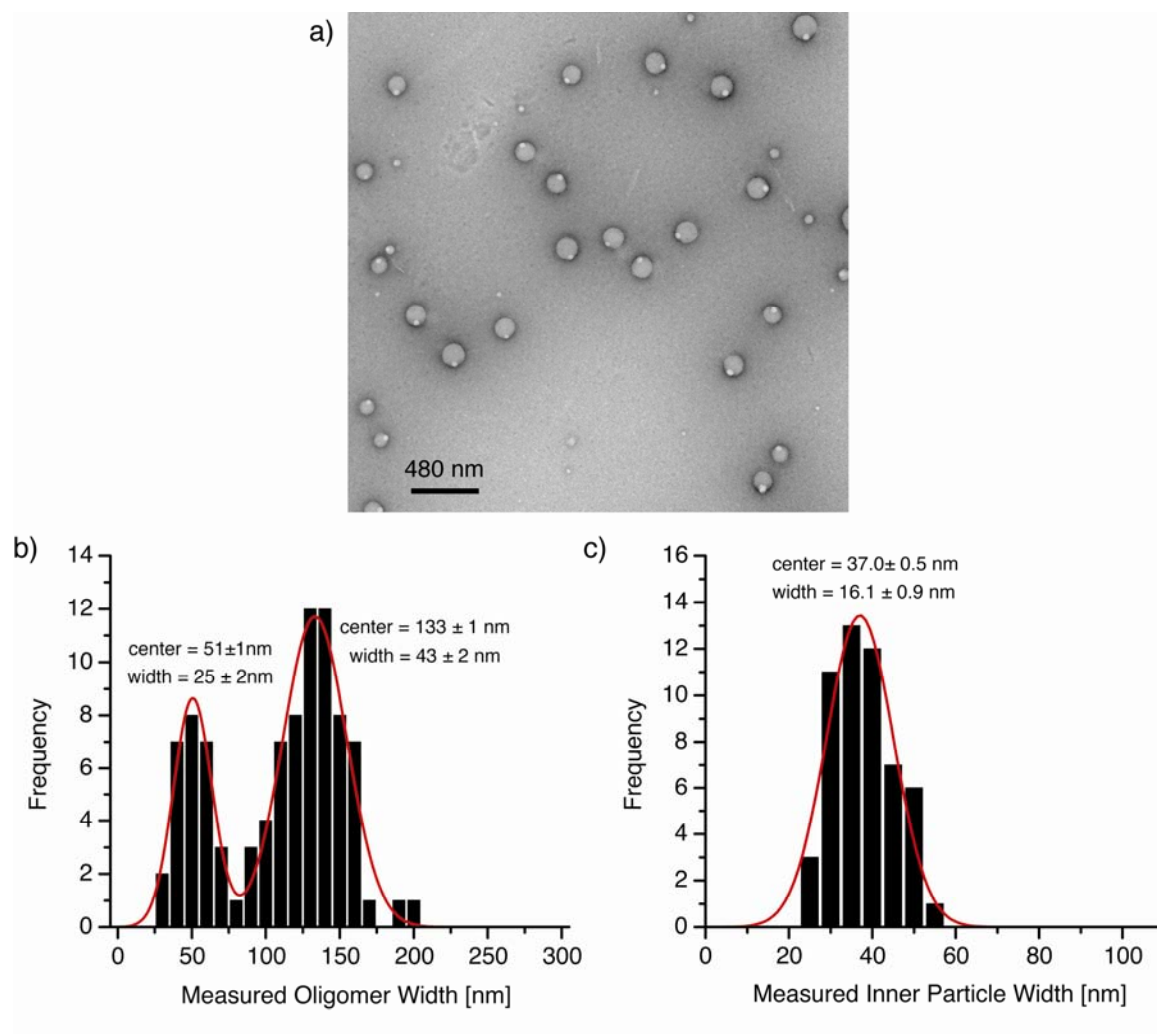 a)
480 nm
b)
14
12
10
8
6
4
2
0
Frequency
center = 51±1nm
width = 25 ± 2nm
center = 133 ± 1 nm
width = 43 ± 2 nm
0 50 100 150 200 250 300
Measured Oligomer Width [nm]
c)
16
14
12
10
8
6
4
2
0
Frequency
center = 37.0± 0.5 nm
width = 16.1 ± 0.9 nm
0 20 40 60 80 100
Measured Inner Particle Width [nm]